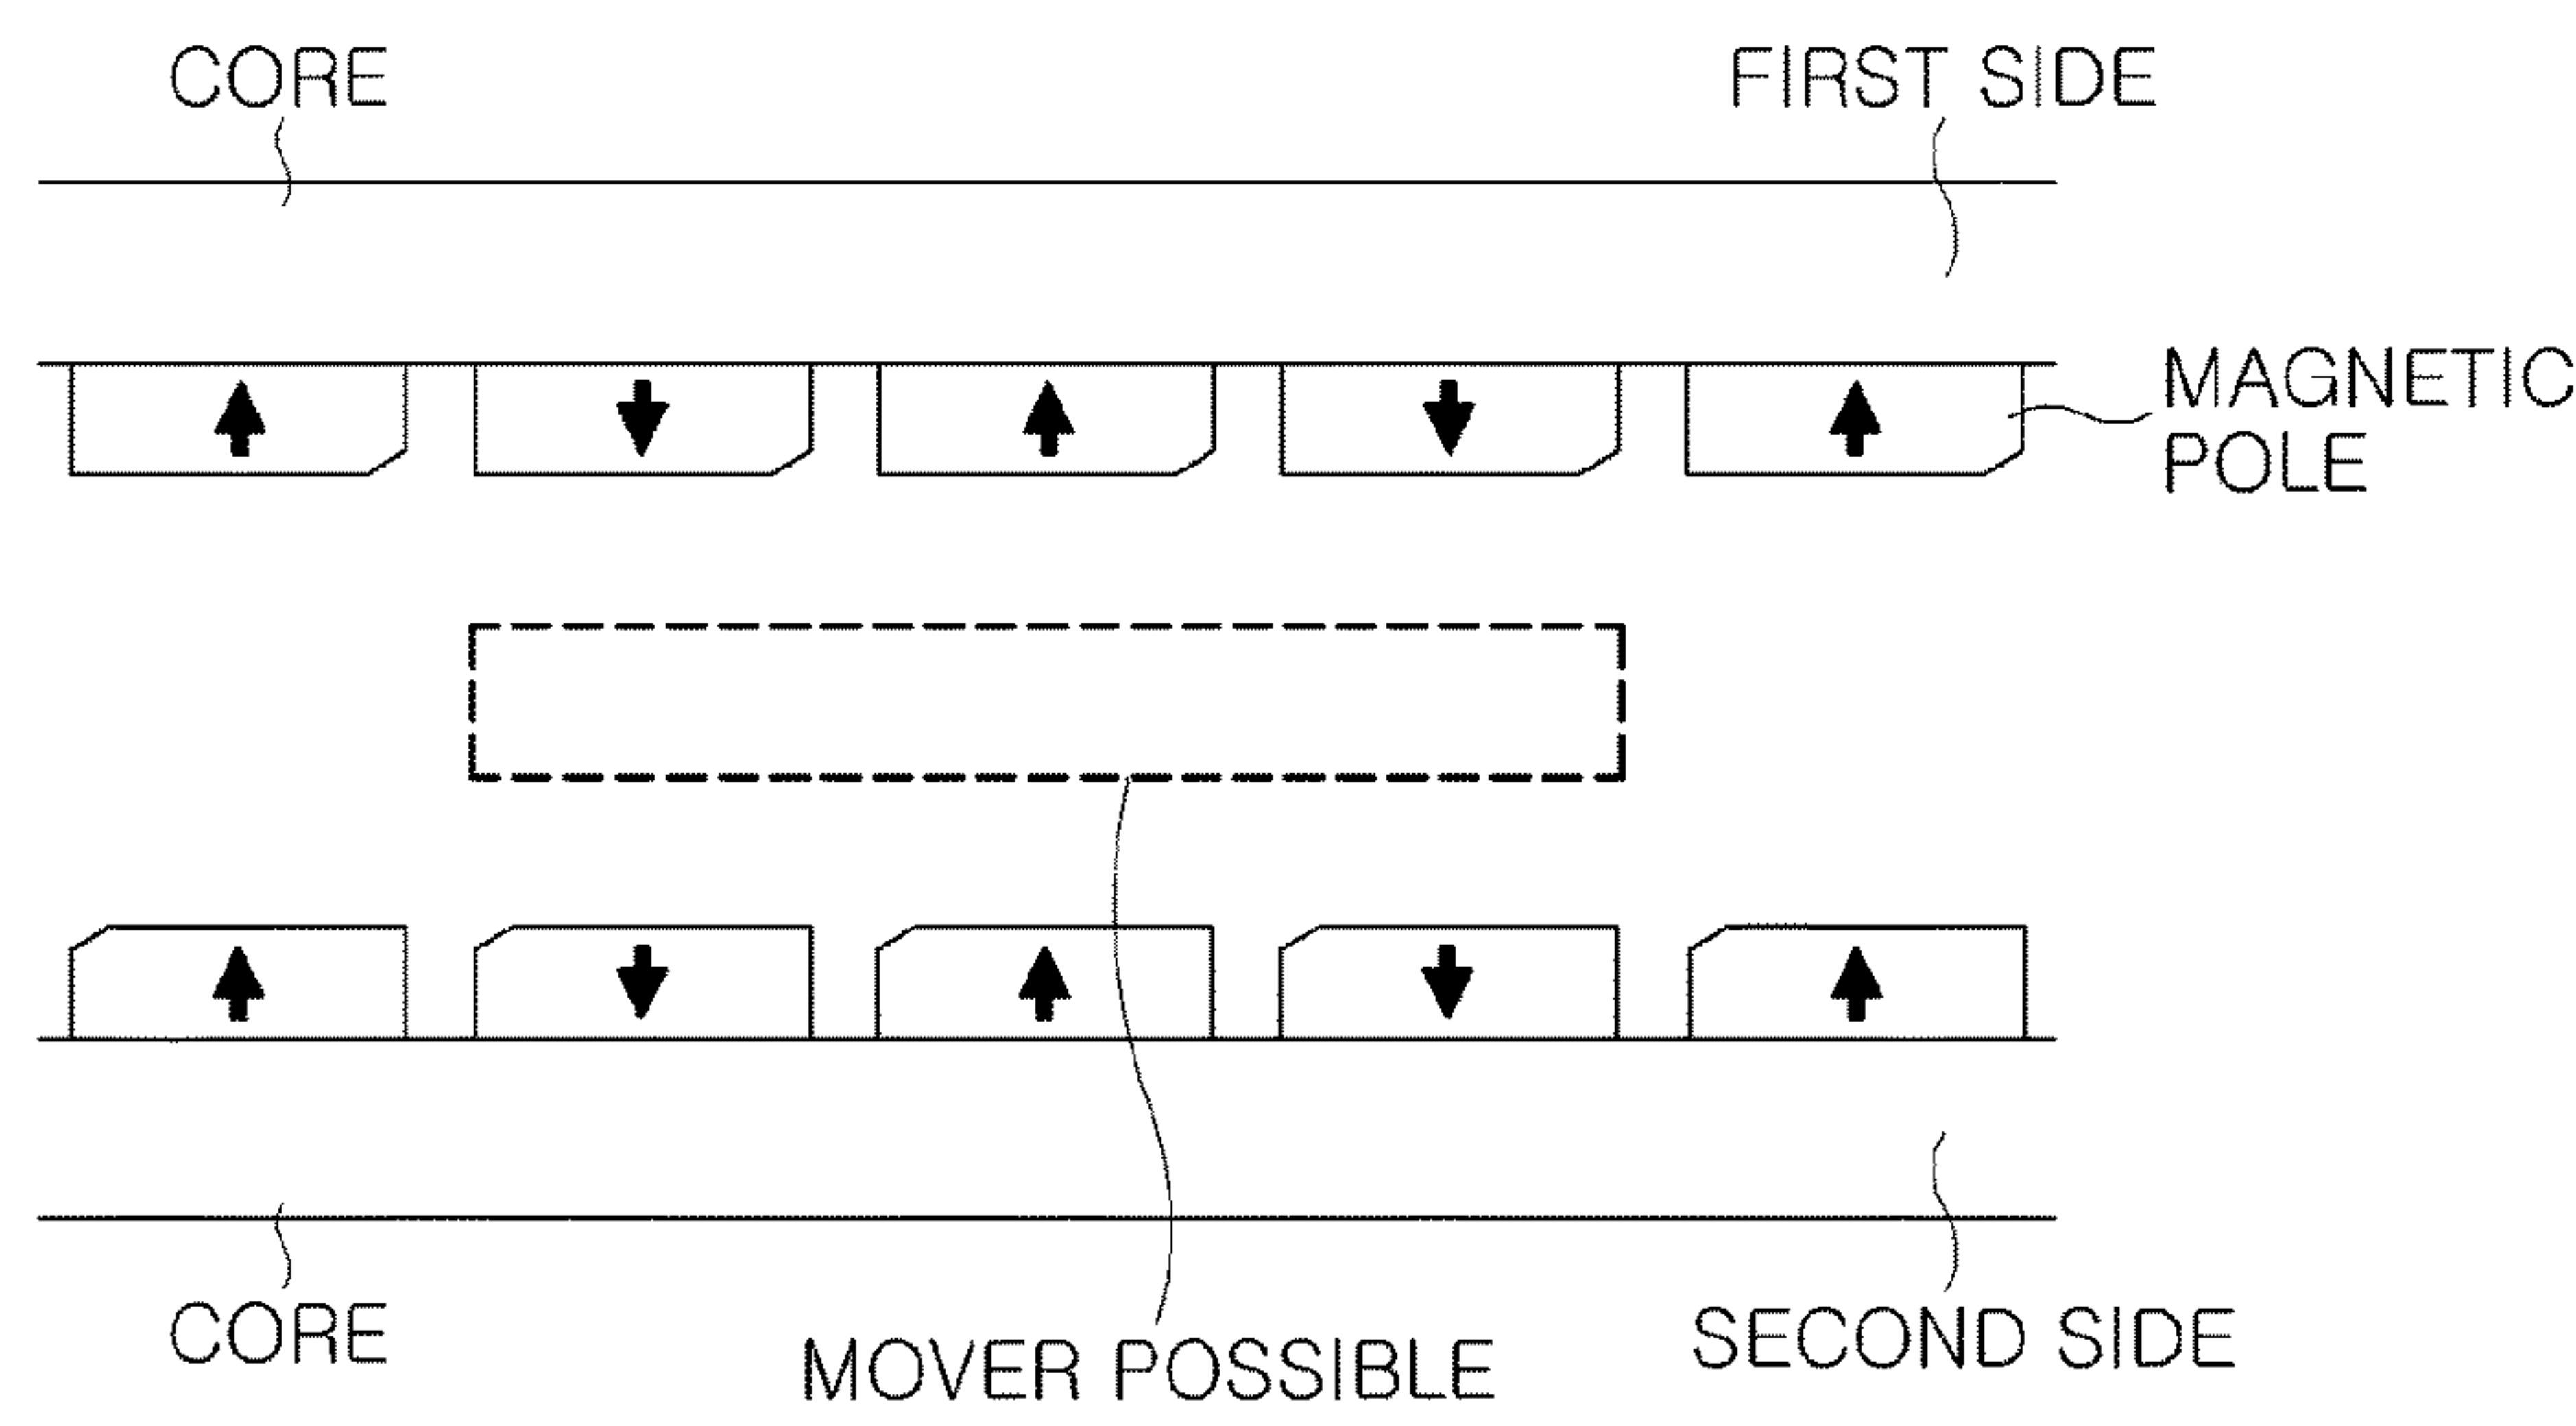 CORE
FIRST SIDE
MAGNETIC
POLE
CORE
MOVER POSSIBLE
SECOND SIDE